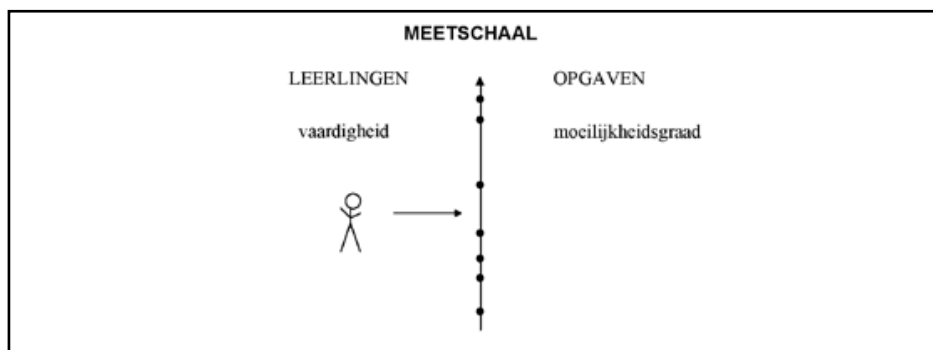 MEETSCHAAL
LEERLINGEN OPGAVEN
vaardigheid moeilijkheidsgraad